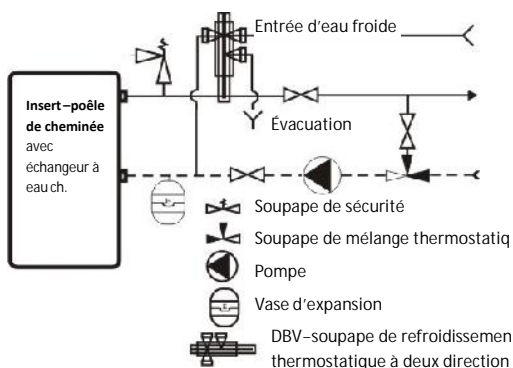 Entrée d'eau froide
Insert–poêle
de cheminée
avec
échangeur à
eau ch.
Évacuation
Soupape de sécurité
Soupape de mélange thermostatiq
Pompe
Vase d'expansion
DBV–soupape de refroidissemen
thermostatique à deux direction